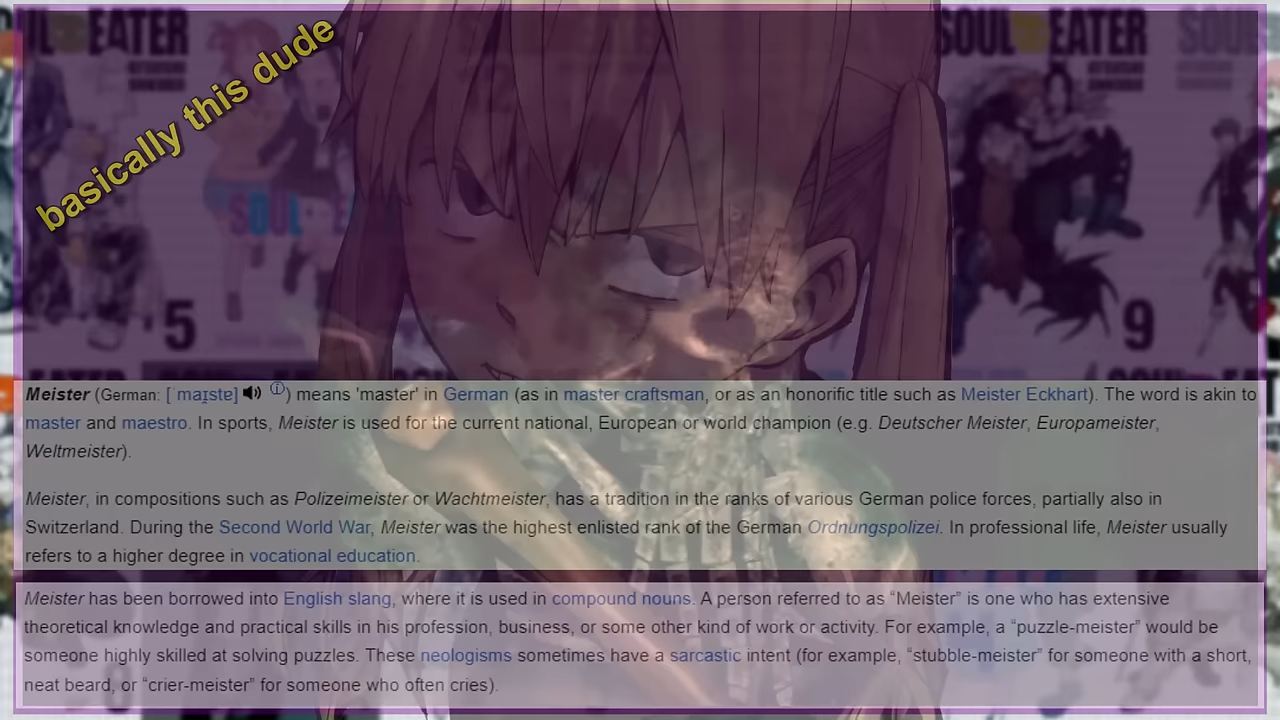 SOUL EATER
SOUL EATER
SOUL
basically this dude
SOUL E
5
9
Meister (German: [ˈmaɪstɐ] ⓘ) means 'master' in German (as in master craftsman, or as an honorific title such as Meister Eckhart). The word is akin to
master and maestro. In sports, Meister is used for the current national, European or world champion (e.g. Deutscher Meister, Europameister,
Weltmeister).
Meister, in compositions such as Polizeimeister or Wachtmeister, has a tradition in the ranks of various German police forces, partially also in
Switzerland. During the Second World War, Meister was the highest enlisted rank of the German Ordnungspolizei. In professional life, Meister usually
refers to a higher degree in vocational education.
Meister has been borrowed into English slang, where it is used in compound nouns. A person referred to as “Meister” is one who has extensive
theoretical knowledge and practical skills in his profession, business, or some other kind of work or activity. For example, a “puzzle-meister” would be
someone highly skilled at solving puzzles. These neologisms sometimes have a sarcastic intent (for example, “stubble-meister” for someone with a short,
neat beard, or “crier-meister” for someone who often cries).